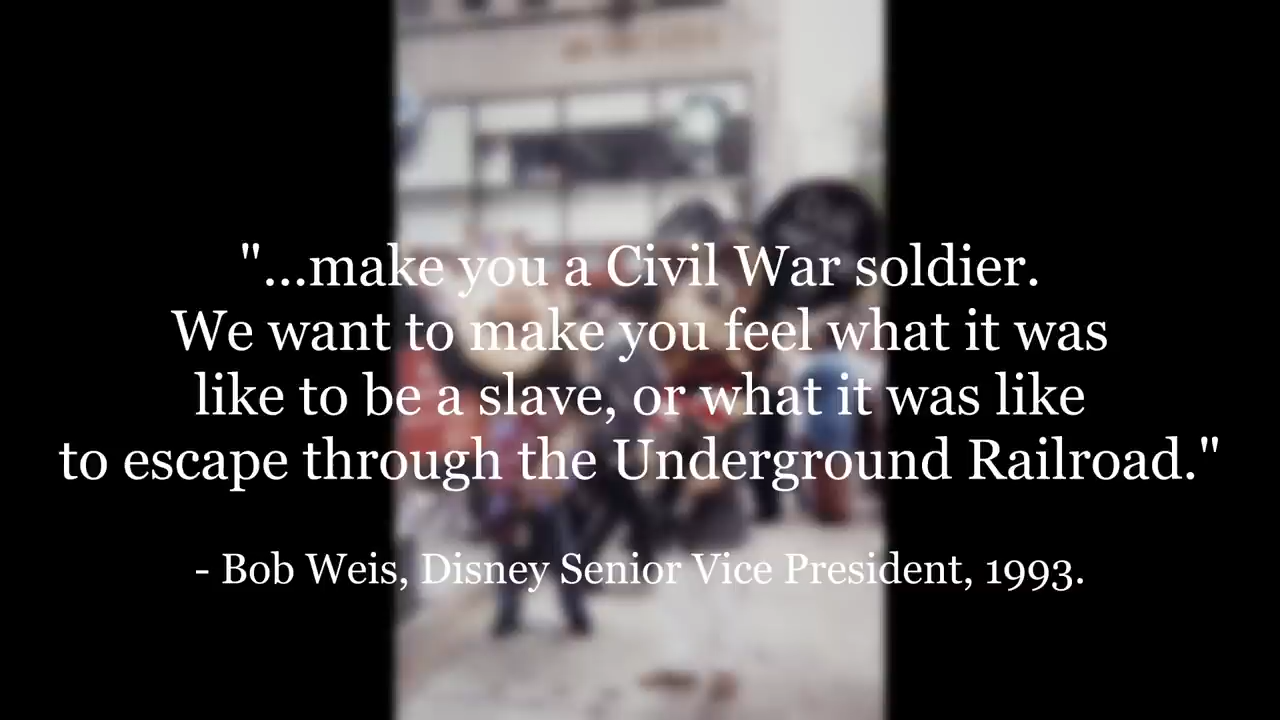 "...make you a Civil War soldier.
We want to make you feel what it was
like to be a slave, or what it was like
to escape through the Underground Railroad."
- Bob Weis, Disney Senior Vice President, 1993.